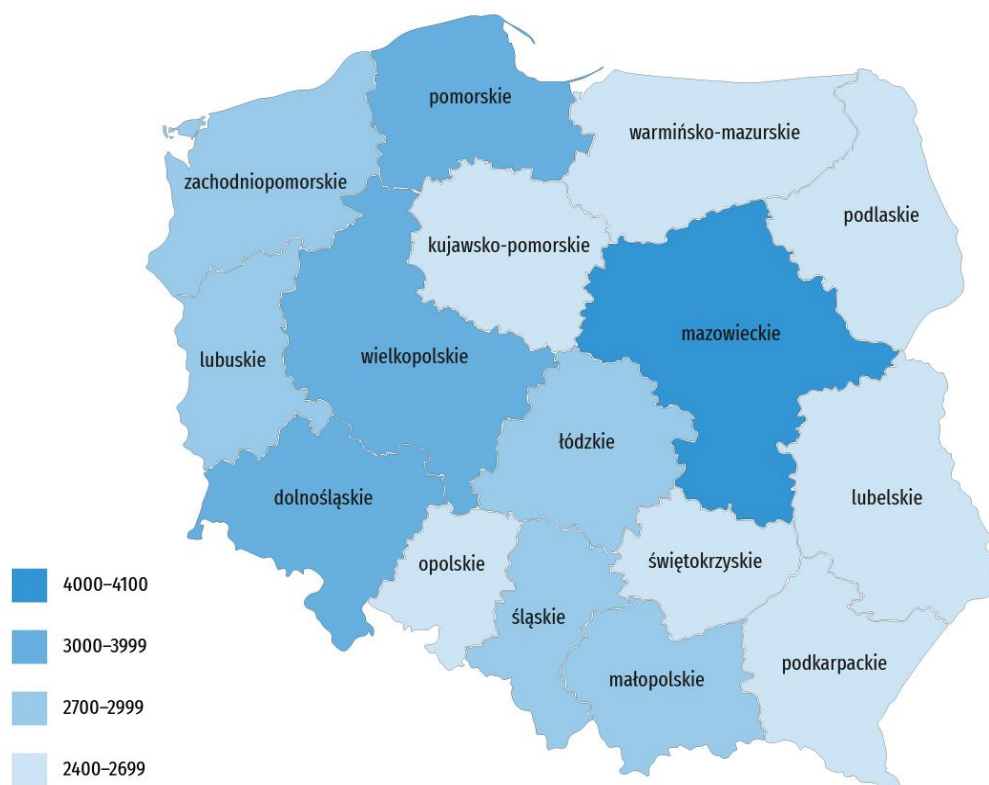 pomorskie
warmińsko-mazurskie
zachodniopomorskie
podlaskie
kujawsko-pomorskie
mazowieckie
wielkopolskie
lubuskie
łódzkie
dolnośląskie
lubelskie
opolskie
świętokrzyskie
śląskie
podkarpackie
małopolskie
4000–4100
3000–3999
2700–2999
2400–2699